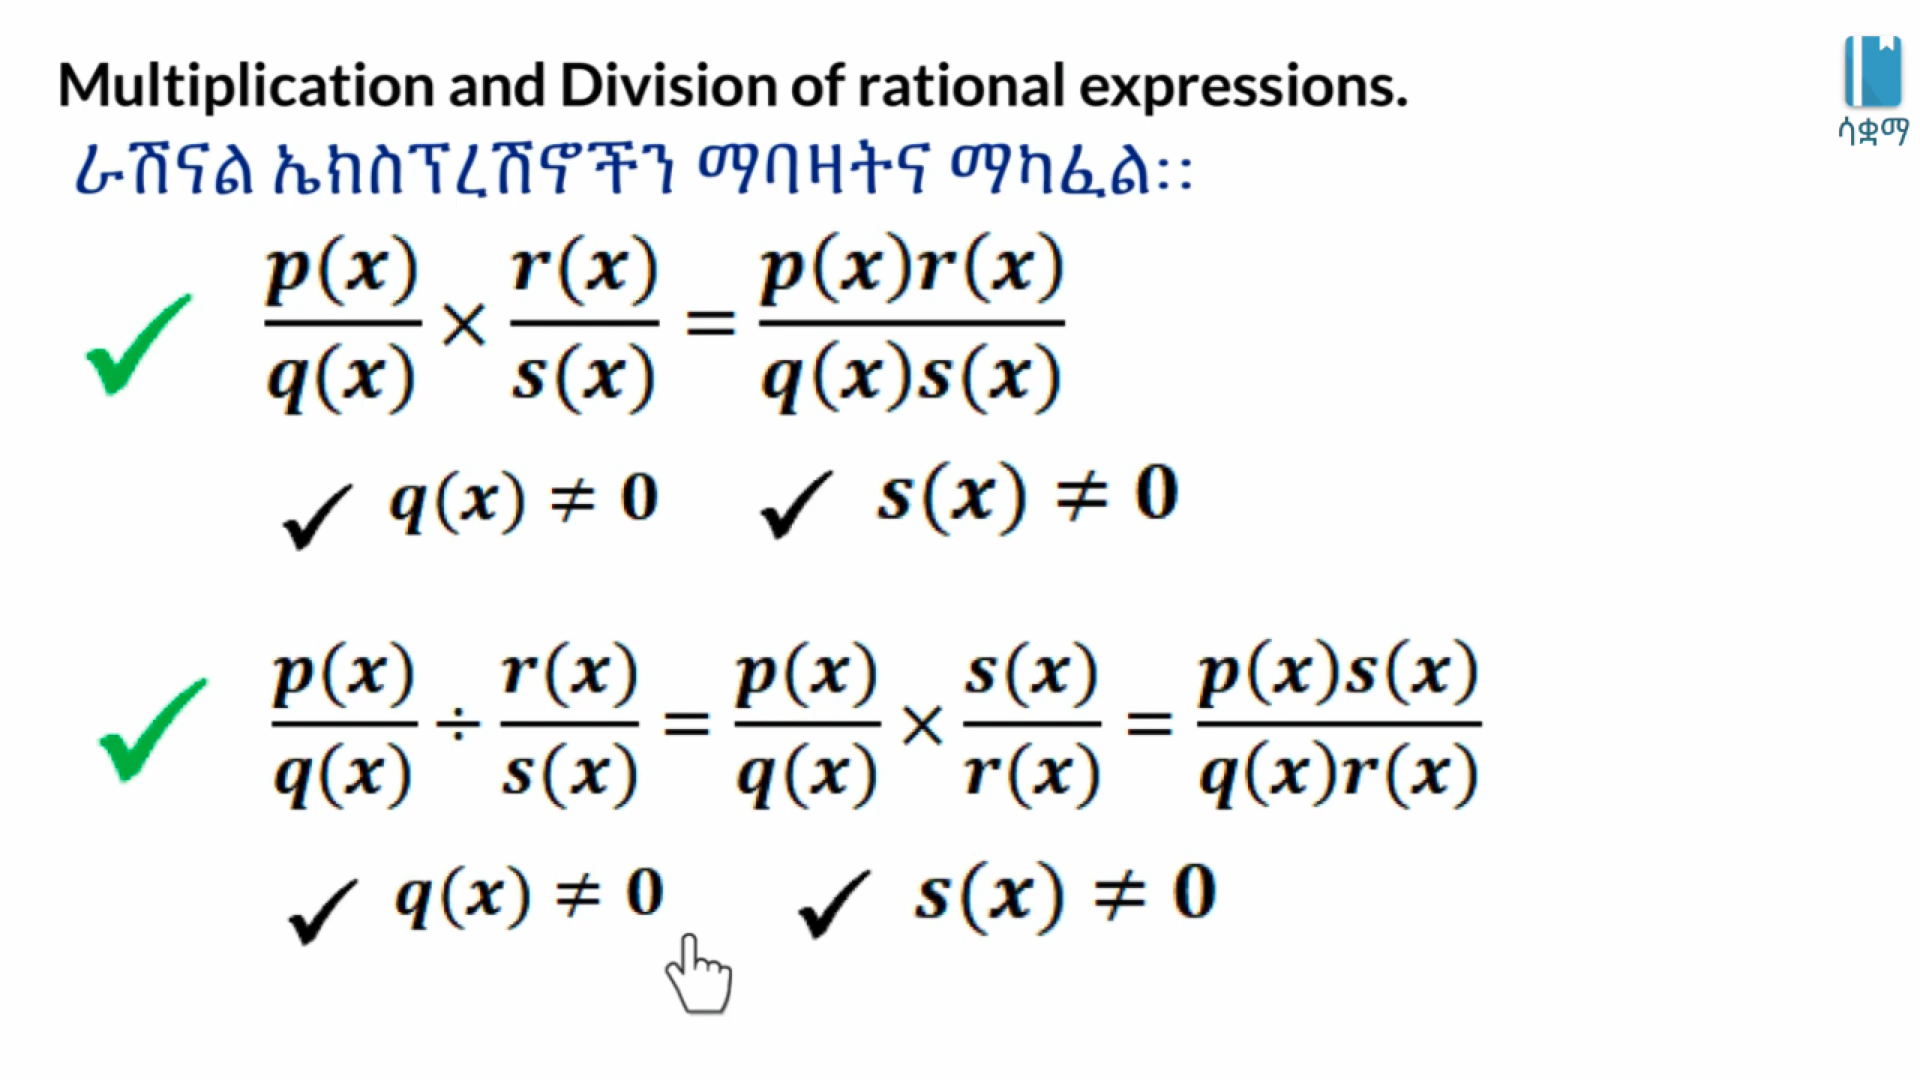 Multiplication and Division of rational expressions.
ሳቋማ
ራሽናል ኤክስፕረሽኖችን ማባዛትና ማካፈል፡፡
p(x)/q(x) × r(x)/s(x) = p(x)r(x)/q(x)s(x)
q(x) ≠ 0 s(x) ≠ 0
p(x)/q(x) ÷ r(x)/s(x) = p(x)/q(x) × s(x)/r(x) = p(x)s(x)/q(x)r(x)
q(x) ≠ 0 s(x) ≠ 0